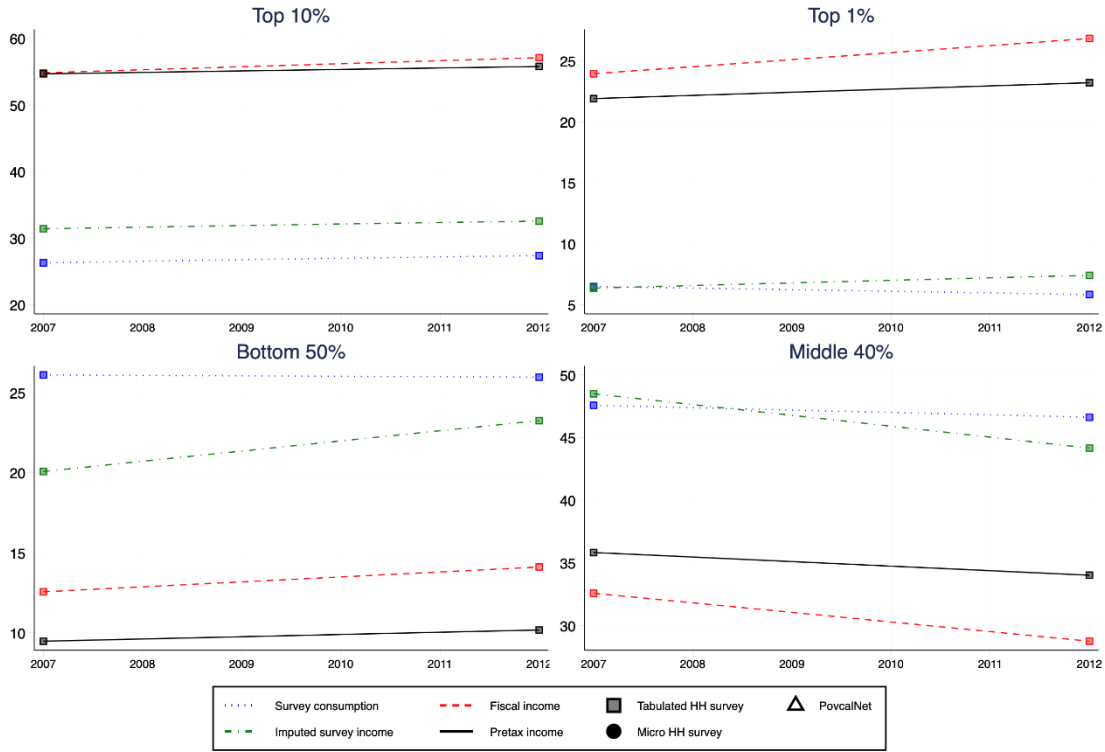 Top 10%
Top 1%
60
50
40
30
20
2007 2008 2009 2010 2011 2012
25
20
15
10
5
2007 2008 2009 2010 2011 2012
Bottom 50%
Middle 40%
25
20
15
10
2007 2008 2009 2010 2011 2012
50
45
40
35
30
2007 2008 2009 2010 2011 2012
Survey consumption Fiscal income Tabulated HH survey PovcalNet
Imputed survey income Pretax income Micro HH survey